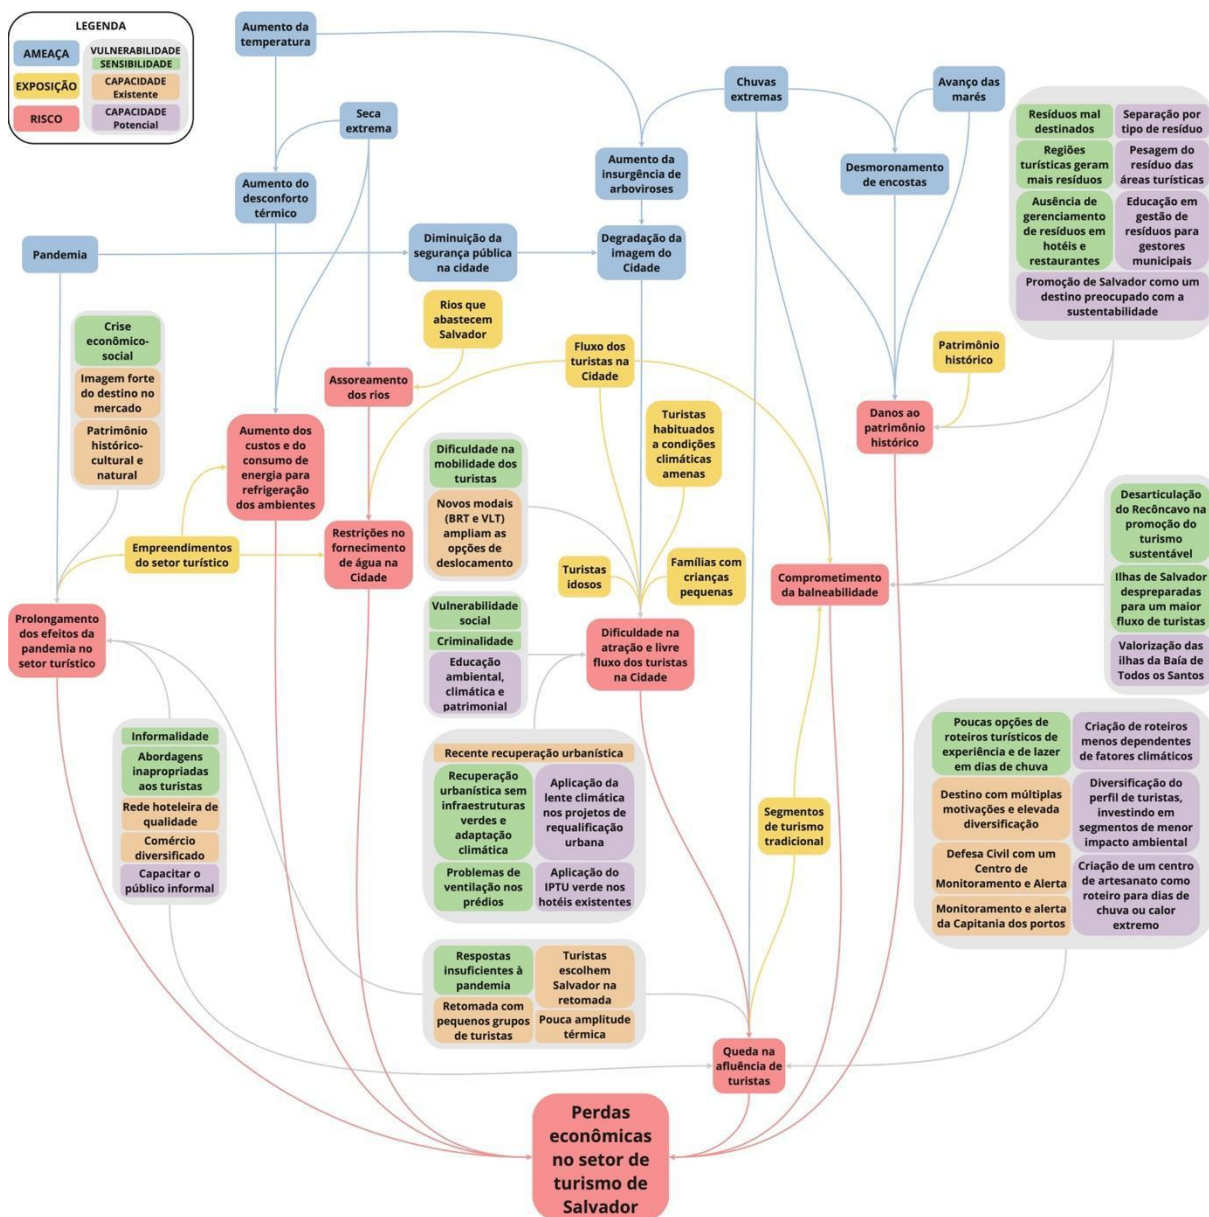 LEGENDA
AMEAÇA
EXPOSIÇÃO
RISCO
VULNERABILIDADE
SENSIBILIDADE
CAPACIDADE
Existente
CAPACIDADE
Potencial
Aumento da
temperatura
Seca
extrema
Chuvas
extremas
Avanço das
marés
Aumento do
desconforto
térmico
Aumento da
insurgência de
arboviroses
Desmoronamento
de encostas
Resíduos mal
destinados
Separação por
tipo de resíduo
Regiões
turísticas geram
mais resíduos
Pesagem do
resíduo das
áreas turísticas
Ausência de
gerenciamento
de resíduos em
hotéis e
restaurantes
Educação em
gestão de
resíduos para
gestores
municipais
Promoção de Salvador como um
destino preocupado com a
sustentabilidade
Pandemia
Diminuição da
segurança pública
na cidade
Degradação da
imagem do
Cidade
Rios que
abastecem
Salvador
Crise
econômico-
social
Imagem forte
do destino no
mercado
Patrimônio
histórico-
cultural e
natural
Fluxo dos
turistas na
Cidade
Patrimônio
histórico
Assoreamento
dos rios
Danos ao
patrimônio
histórico
Aumento dos
custos e do
consumo de
energia para
refrigeração
dos ambientes
Turistas
habituados
a condições
climáticas
amenas
Dificuldade na
mobilidade dos
turistas
Novos modais
(BRT e VLT)
ampliam as
opções de
deslocamento
Empreendimentos
do setor turístico
Restrições no
fornecimento
de água na
Cidade
Turistas
idosos
Famílias com
crianças
pequenas
Comprometimento
da balneabilidade
Desarticulação
do Recôncavo na
promoção do
turismo
sustentável
Ilhas de Salvador
despreparadas
para um maior
fluxo de turistas
Valorização das
ilhas da Baía de
Todos os Santos
Prolongamento
dos efeitos da
pandemia no
setor turístico
Vulnerabilidade
social
Criminalidade
Educação
ambiental,
climática e
patrimonial
Dificuldade na
atração e livre
fluxo dos turistas
na Cidade
Informalidade
Abordagens
inapropriadas
aos turistas
Rede hoteleira de
qualidade
Comércio
diversificado
Capacitar o
público informal
Recente recuperação urbanística
Recuperação
urbanística sem
infraestruturas
verdes e
adaptação
climática
Aplicação da
lente climática
nos projetos de
requalificação
urbana
Problemas de
ventilação nos
prédios
Aplicação do
IPTU verde nos
hotéis existentes
Segmentos
de turismo
tradicional
Poucas opções de
roteiros turísticos de
experiência e de lazer
em dias de chuva
Criação de roteiros
menos dependentes
de fatores climáticos
Destino com múltiplas
motivações e elevada
diversificação
Diversificação do
perfil de turistas,
investindo em
segmentos de menor
impacto ambiental
Defesa Civil com um
Centro de
Monitoramento e Alerta
Criação de um centro
de artesanato como
roteiro para dias de
chuva ou calor
extremo
Monitoramento e alerta
da Capitania dos portos
Respostas
insuficientes à
pandemia
Turistas
escolhem
Salvador na
retomada
Retomada com
pequenos grupos
de turistas
Pouca amplitude
térmica
Queda na
afluência de
turistas
Perdas
econômicas
no setor de
turismo de
Salvador